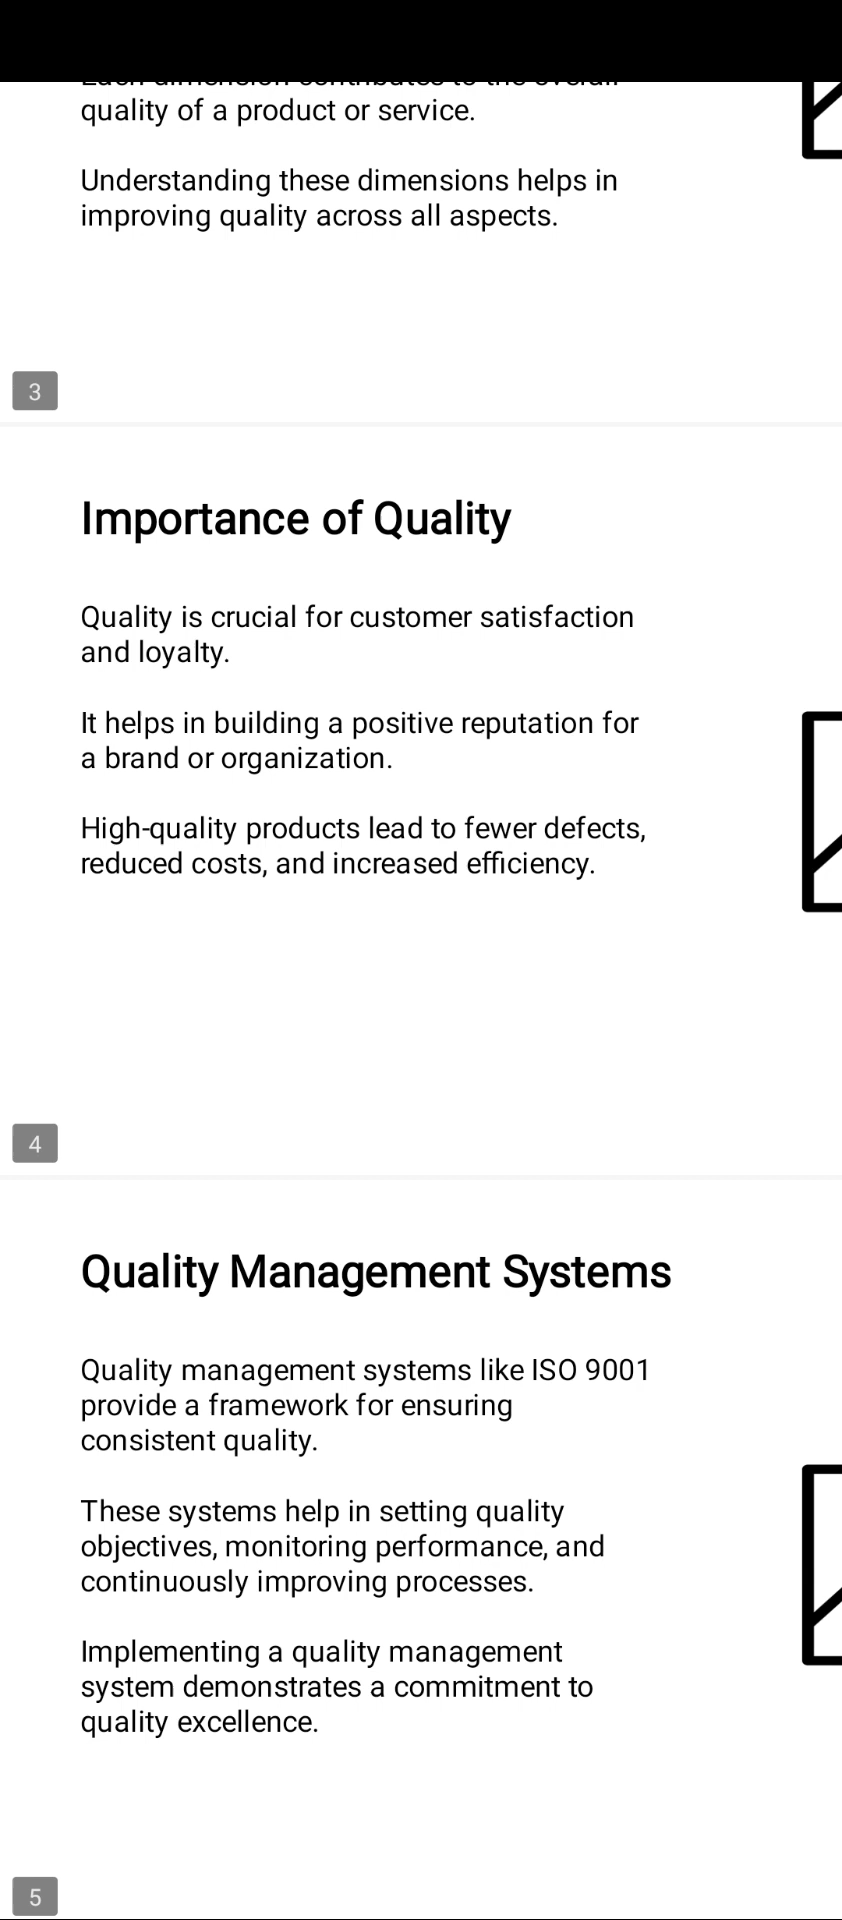 quality of a product or service.
Understanding these dimensions helps in
improving quality across all aspects.
3
Importance of Quality
Quality is crucial for customer satisfaction
and loyalty.
It helps in building a positive reputation for
a brand or organization.
High-quality products lead to fewer defects,
reduced costs, and increased efficiency.
4
Quality Management Systems
Quality management systems like ISO 9001
provide a framework for ensuring
consistent quality.
These systems help in setting quality
objectives, monitoring performance, and
continuously improving processes.
Implementing a quality management
system demonstrates a commitment to
quality excellence.
5